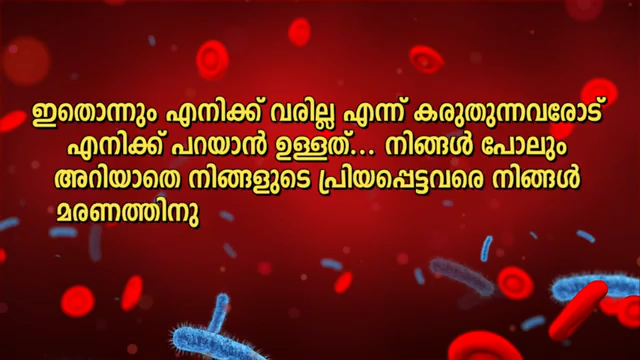 ഇതൊന്നും എനിക്ക് വരില്ല എന്ന് കരുതുന്നവരോട്
എനിക്ക് പറയാൻ ഉള്ളത്... നിങ്ങൾ പോലും
അറിയാതെ നിങ്ങളുടെ പ്രിയപ്പെട്ടവരെ നിങ്ങൾ
മരണത്തിനു